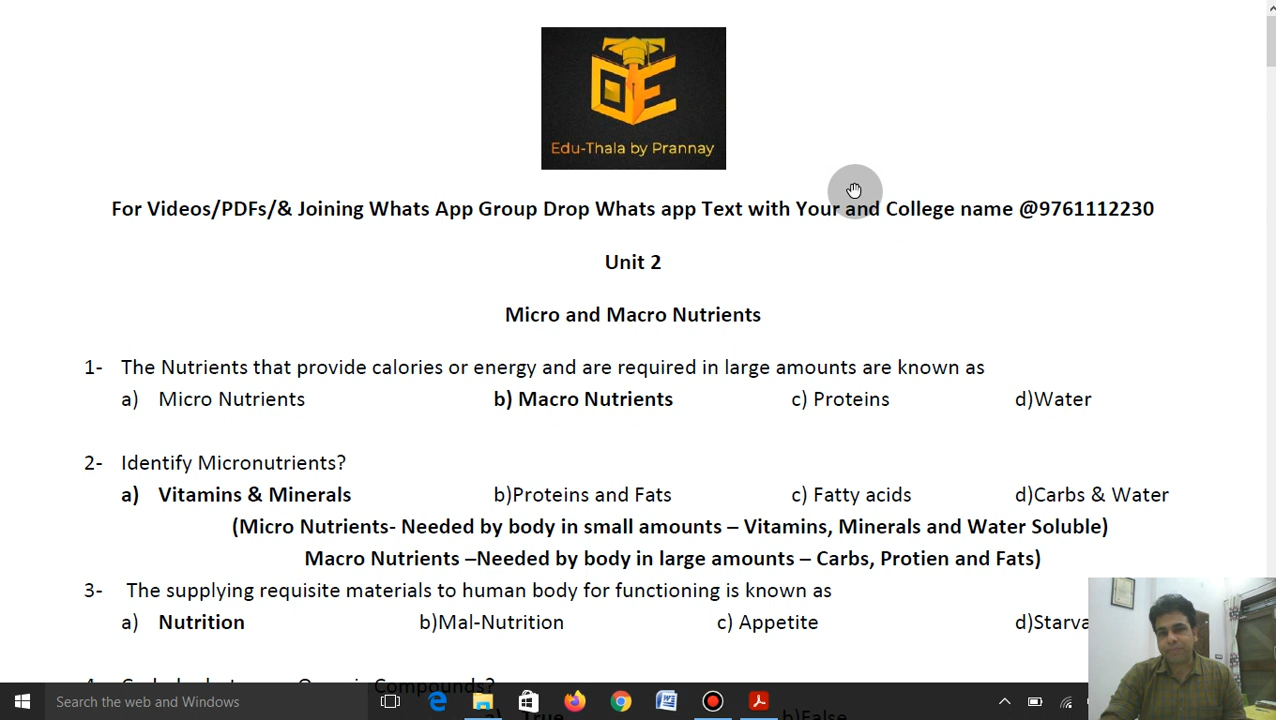 Edu-Thala by Prannay
For Videos/PDFs/& Joining Whats App Group Drop Whats app Text with Your and College name @9761112230
Unit 2
Micro and Macro Nutrients
1- The Nutrients that provide calories or energy and are required in large amounts are known as
a) Micro Nutrients b) Macro Nutrients c) Proteins d)Water
2- Identify Micronutrients?
a) Vitamins & Minerals b)Proteins and Fats c) Fatty acids d)Carbs & Water
(Micro Nutrients- Needed by body in small amounts – Vitamins, Minerals and Water Soluble)
Macro Nutrients –Needed by body in large amounts – Carbs, Protien and Fats)
3- The supplying requisite materials to human body for functioning is known as
a) Nutrition b)Mal-Nutrition c) Appetite d)Starva
Compounds?
True b)False
Search the web and Windows